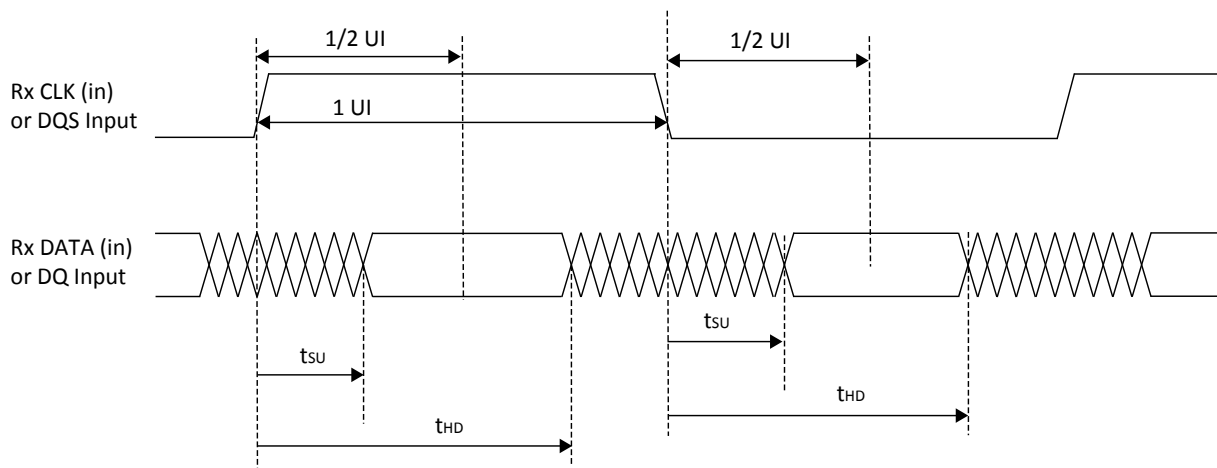 1/2 UI
1/2 UI
Rx CLK (in)
or DQS Input
1 UI
Rx DATA (in)
or DQ Input
tSU
tSU
tHD
tHD